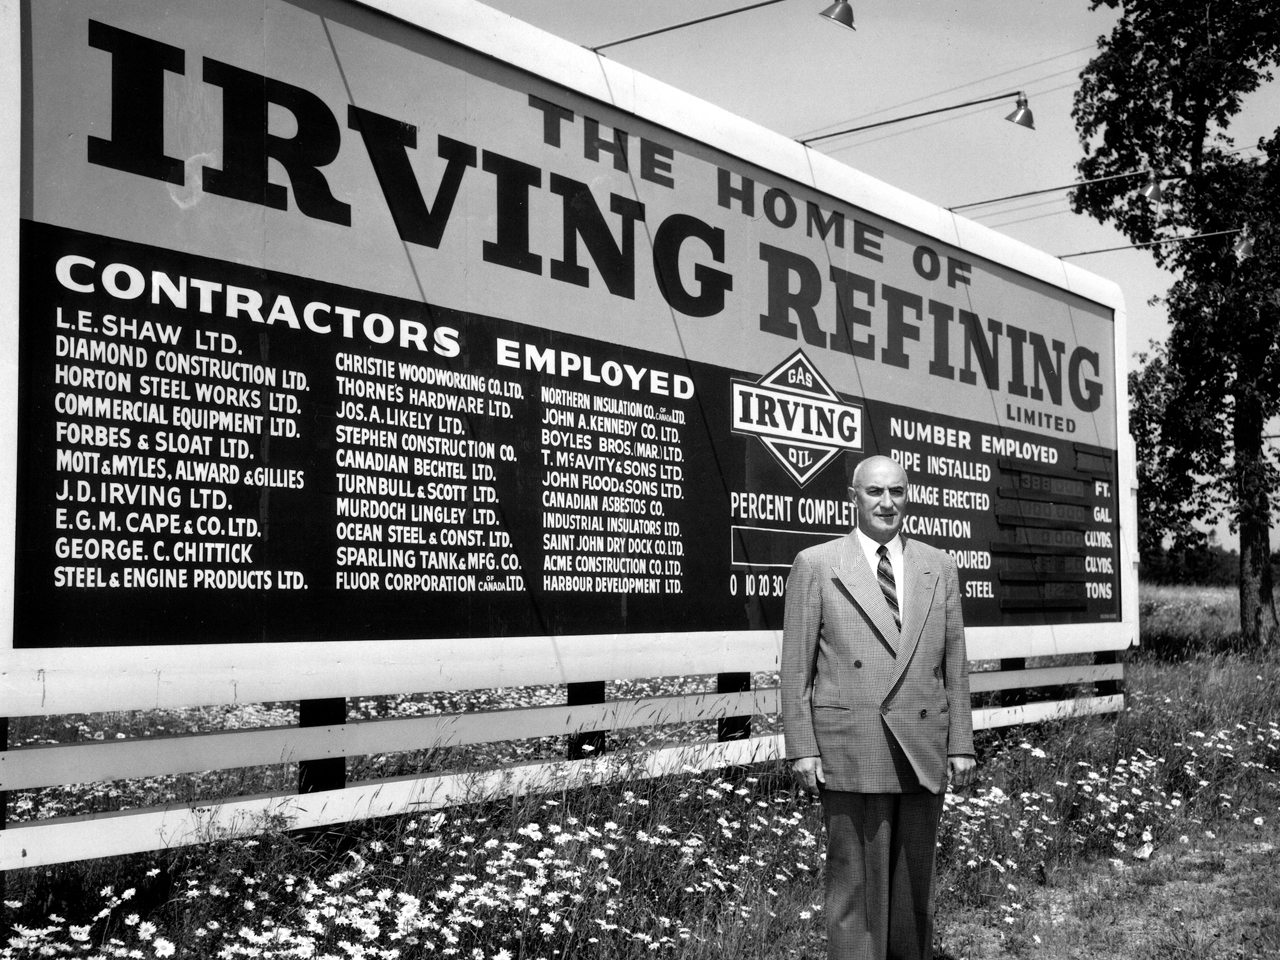 THE HOME OF
IRVING REFINING
LIMITED
CONTRACTORS EMPLOYED
L.E. SHAW LTD.
DIAMOND CONSTRUCTION LTD.
HORTON STEEL WORKS LTD.
COMMERCIAL EQUIPMENT LTD.
FORBES & SLOAT LTD.
MOTT & MYLES, ALWARD & GILLIES
J.D. IRVING LTD.
E.G.M. CAPE & CO. LTD.
GEORGE. C. CHITTICK
STEEL & ENGINE PRODUCTS LTD.
CHRISTIE WOODWORKING CO. LTD.
THORNE'S HARDWARE LTD.
JOS. A. LIKELY LTD.
STEPHEN CONSTRUCTION CO.
CANADIAN BECHTEL LTD.
TURNBULL & SCOTT LTD.
MURDOCH LINGLEY LTD.
OCEAN STEEL & CONST. LTD.
SPARLING TANK & MFG. CO.
FLUOR CORPORATION OF CANADA LTD.
NORTHERN INSULATION CO. OF CANADA LTD.
JOHN A. KENNEDY CO. LTD.
BOYLES BROS. (MAR.) LTD.
T. McAVITY & SONS LTD.
JOHN FLOOD & SONS LTD.
CANADIAN ASBESTOS CO.
INDUSTRIAL INSULATORS LTD.
SAINT JOHN DRY DOCK CO. LTD.
ACME CONSTRUCTION CO. LTD.
HARBOUR DEVELOPMENT LTD.
GAS
IRVING
OIL
PERCENT COMPLET
0 10 20 30
NUMBER EMPLOYED
PIPE INSTALLED FT.
NKAGE ERECTED GAL.
XCAVATION CU.YDS.
OURED CU.YDS.
STEEL TONS